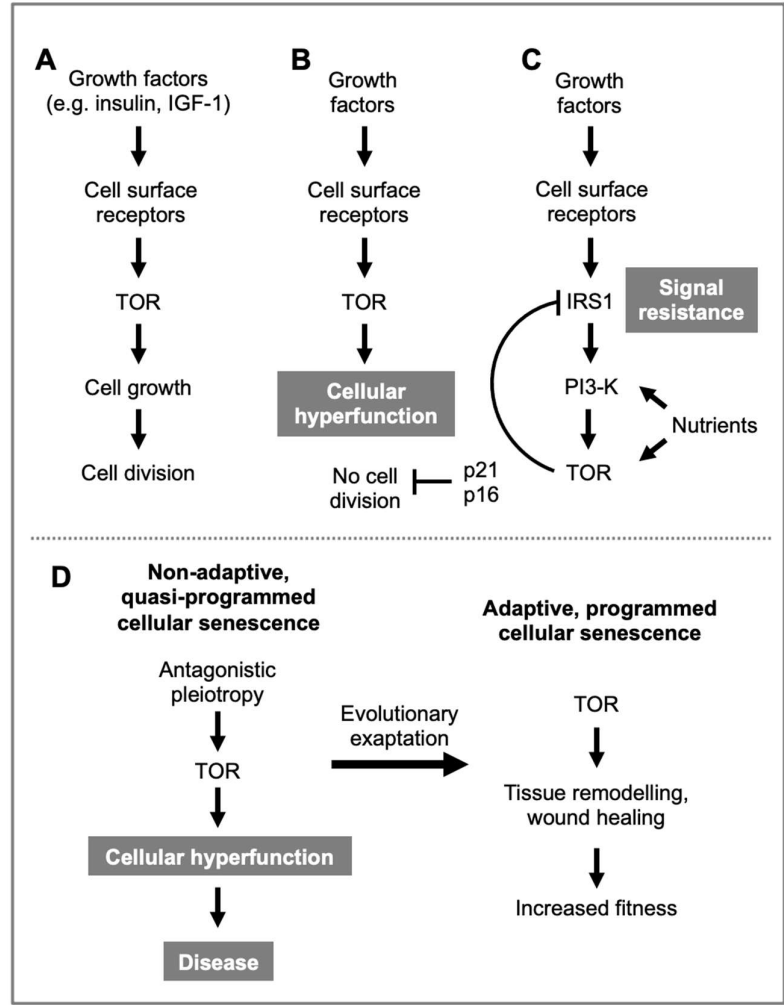 A
Growth factors
(e.g. insulin, IGF-1)
Cell surface
receptors
TOR
Cell growth
Cell division
B
Growth
factors
Cell surface
receptors
TOR
Cellular
hyperfunction
No cell
division
p21
p16
C
Growth
factors
Cell surface
receptors
IRS1
Signal
resistance
PI3-K
Nutrients
TOR
D
Non-adaptive,
quasi-programmed
cellular senescence
Antagonistic
pleiotropy
TOR
Cellular hyperfunction
Disease
Evolutionary
exaptation
Adaptive, programmed
cellular senescence
TOR
Tissue remodelling,
wound healing
Increased fitness